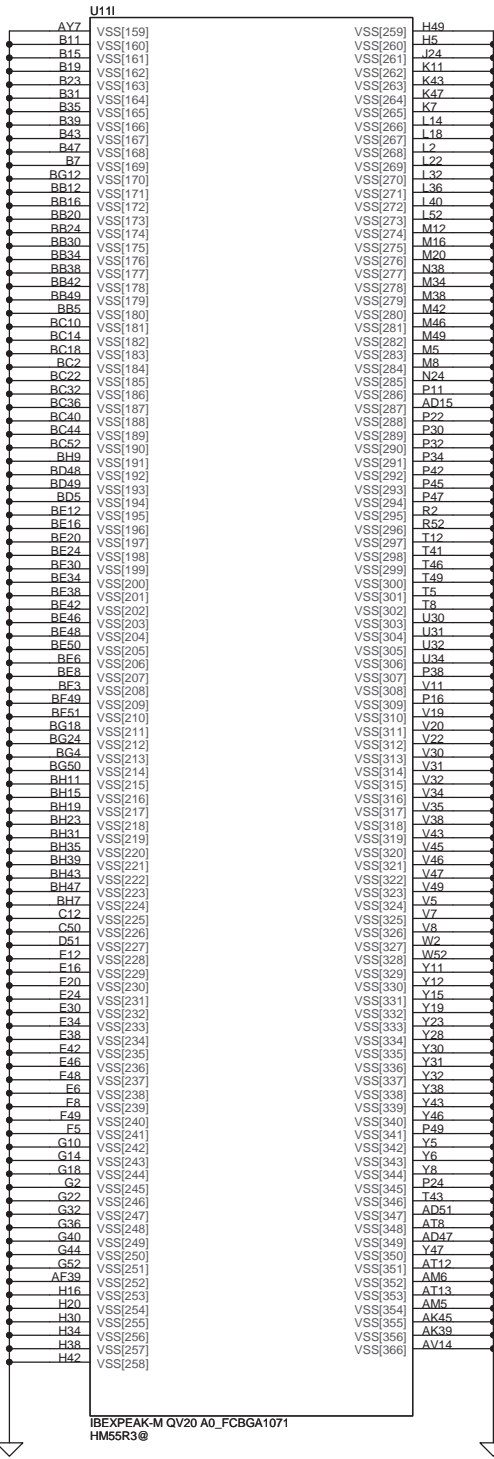 U11I
AY7 VSS[159] VSS[259] H49
B11 VSS[160] VSS[260] H5
B15 VSS[161] VSS[261] J24
B19 VSS[162] VSS[262] K11
B23 VSS[163] VSS[263] K43
B31 VSS[164] VSS[264] K47
B35 VSS[165] VSS[265] K7
B39 VSS[166] VSS[266] L14
B43 VSS[167] VSS[267] L18
B47 VSS[168] VSS[268] L2
B7 VSS[169] VSS[269] L22
BG12 VSS[170] VSS[270] L32
BB12 VSS[171] VSS[271] L36
BB16 VSS[172] VSS[272] L40
BB20 VSS[173] VSS[273] L52
BB24 VSS[174] VSS[274] M12
BB30 VSS[175] VSS[275] M16
BB34 VSS[176] VSS[276] M20
BB38 VSS[177] VSS[277] N38
BB42 VSS[178] VSS[278] M34
BB49 VSS[179] VSS[279] M38
BB5 VSS[180] VSS[280] M42
BC10 VSS[181] VSS[281] M46
BC14 VSS[182] VSS[282] M49
BC18 VSS[183] VSS[283] M5
BC2 VSS[184] VSS[284] M8
BC22 VSS[185] VSS[285] N24
BC32 VSS[186] VSS[286] P11
BC36 VSS[187] VSS[287] AD15
BC40 VSS[188] VSS[288] P22
BC44 VSS[189] VSS[289] P30
BC52 VSS[190] VSS[290] P32
BH9 VSS[191] VSS[291] P34
BD48 VSS[192] VSS[292] P42
BD49 VSS[193] VSS[293] P45
BD5 VSS[194] VSS[294] P47
BE12 VSS[195] VSS[295] R2
BE16 VSS[196] VSS[296] R52
BE20 VSS[197] VSS[297] T12
BE24 VSS[198] VSS[298] T41
BE30 VSS[199] VSS[299] T46
BE34 VSS[200] VSS[300] T49
BE38 VSS[201] VSS[301] T5
BE42 VSS[202] VSS[302] T8
BE46 VSS[203] VSS[303] U30
BE48 VSS[204] VSS[304] U31
BE50 VSS[205] VSS[305] U32
BE6 VSS[206] VSS[306] U34
BE8 VSS[207] VSS[307] P38
BF3 VSS[208] VSS[308] V11
BF49 VSS[209] VSS[309] P16
BF51 VSS[210] VSS[310] V19
BG18 VSS[211] VSS[311] V20
BG24 VSS[212] VSS[312] V22
BG4 VSS[213] VSS[313] V30
BG50 VSS[214] VSS[314] V31
BH11 VSS[215] VSS[315] V32
BH15 VSS[216] VSS[316] V34
BH19 VSS[217] VSS[317] V35
BH23 VSS[218] VSS[318] V38
BH31 VSS[219] VSS[319] V43
BH35 VSS[220] VSS[320] V45
BH39 VSS[221] VSS[321] V46
BH43 VSS[222] VSS[322] V47
BH47 VSS[223] VSS[323] V49
BH7 VSS[224] VSS[324] V5
C12 VSS[225] VSS[325] V7
C50 VSS[226] VSS[326] V8
D51 VSS[227] VSS[327] W2
E12 VSS[228] VSS[328] W52
E16 VSS[229] VSS[329] Y11
E20 VSS[230] VSS[330] Y12
E24 VSS[231] VSS[331] Y15
E30 VSS[232] VSS[332] Y19
E34 VSS[233] VSS[333] Y23
E38 VSS[234] VSS[334] Y28
E42 VSS[235] VSS[335] Y30
E46 VSS[236] VSS[336] Y31
E48 VSS[237] VSS[337] Y32
E6 VSS[238] VSS[338] Y38
E8 VSS[239] VSS[339] Y43
F49 VSS[240] VSS[340] Y46
F5 VSS[241] VSS[341] P49
G10 VSS[242] VSS[342] Y5
G14 VSS[243] VSS[343] Y6
G18 VSS[244] VSS[344] Y8
G2 VSS[245] VSS[345] P24
G22 VSS[246] VSS[346] T43
G32 VSS[247] VSS[347] AD51
G36 VSS[248] VSS[348] AT8
G40 VSS[249] VSS[349] AD47
G44 VSS[250] VSS[350] Y47
G52 VSS[251] VSS[351] AT12
AF39 VSS[252] VSS[352] AM6
H16 VSS[253] VSS[353] AT13
H20 VSS[254] VSS[354] AM5
H30 VSS[255] VSS[355] AK45
H34 VSS[256] VSS[356] AK39
H38 VSS[257] VSS[366] AV14
H42 VSS[258]
IBEXPEAK-M QV20 A0_FCBGA1071
HM55R3@